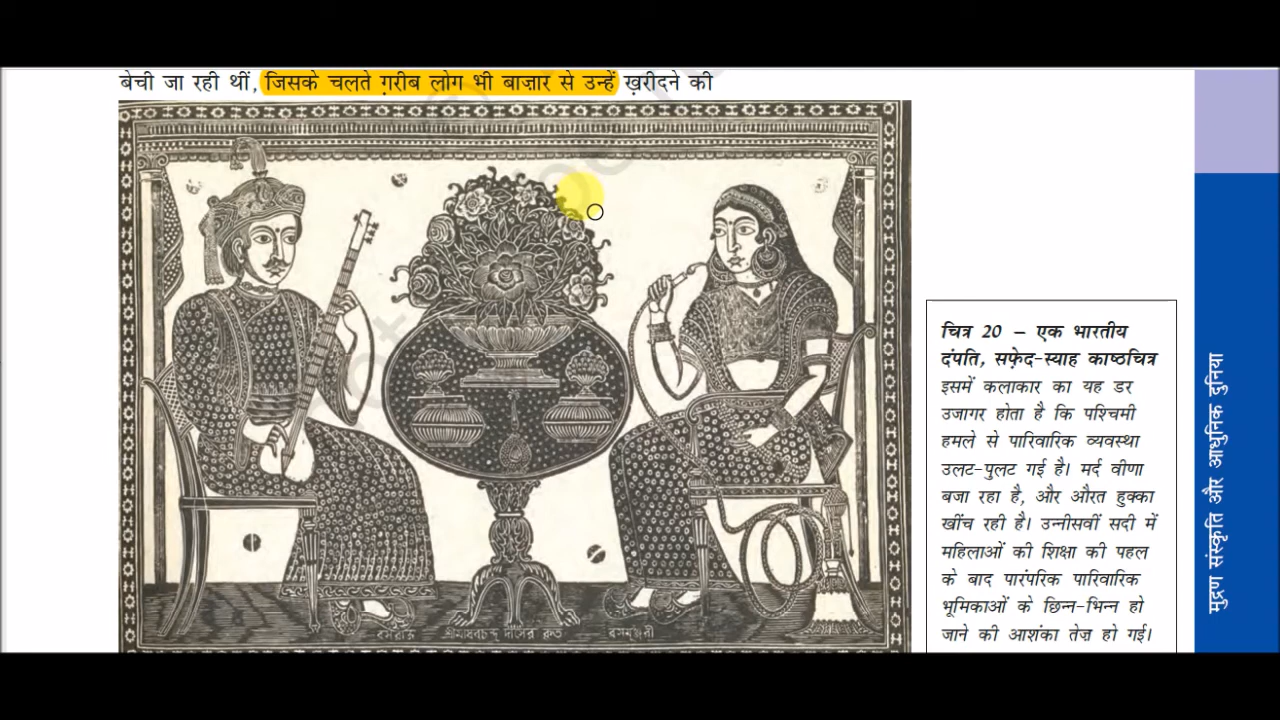 बेची जा रही थीं, जिसके चलते ग़रीब लोग भी बाज़ार से उन्हें ख़रीदने की
चित्र 20 – एक भारतीय
दंपति, सफ़ेद-स्याह काष्ठचित्र
इसमें कलाकार का यह डर
उजागर होता है कि पश्चिमी
हमले से पारिवारिक व्यवस्था
उलट-पुलट गई है। मर्द वीणा
बजा रहा है, और औरत हुक्का
खींच रही है। उन्नीसवीं सदी में
महिलाओं की शिक्षा की पहल
के बाद पारंपरिक पारिवारिक
भूमिकाओं के छिन्न-भिन्न हो
जाने की आशंका तेज़ हो गई।
मुद्रण संस्कृति और आधुनिक दुनिया